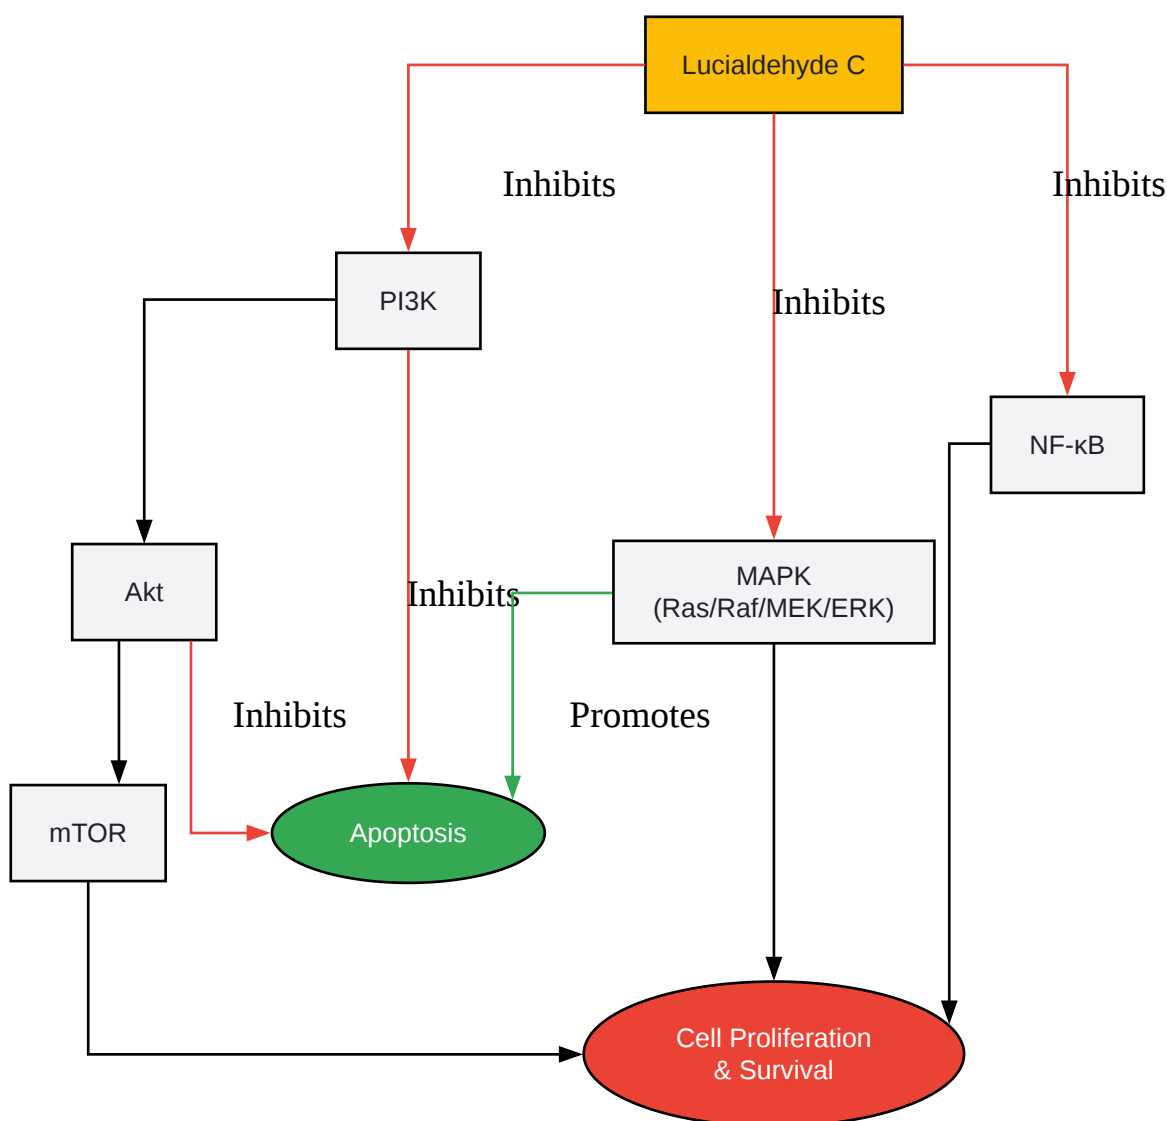 Lucialdehyde C
Inhibits
Inhibits
PI3K
Inhibits
NF-κB
Akt
Inhibits
MAPK
(Ras/Raf/MEK/ERK)
Inhibits
Promotes
mTOR
Apoptosis
Cell Proliferation
& Survival